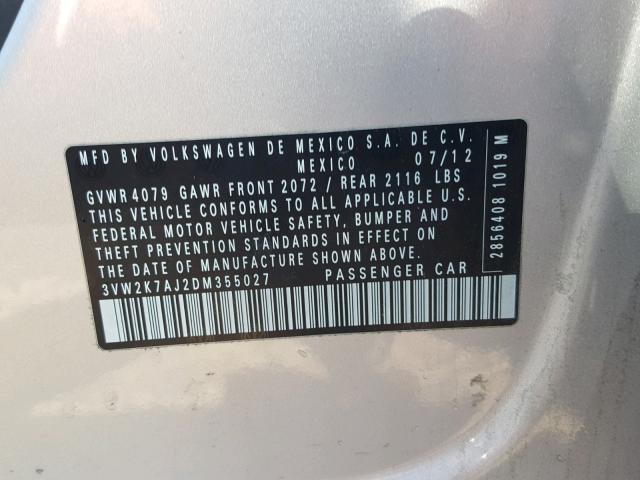 MFD BY VOLKSWAGEN DE MEXICO S.A. DE C.V.
MEXICO 07/12
GVWR 4079 GAWR FRONT 2072 / REAR 2116 LBS
THIS VEHICLE CONFORMS TO ALL APPLICABLE U.S.
FEDERAL MOTOR VEHICLE SAFETY, BUMPER AND
THEFT PREVENTION STANDARDS IN EFFECT ON
THE DATE OF MANUFACTURE SHOWN ABOVE.
3VW2K7AJ2DM355027 PASSENGER CAR
2856408 1019 M